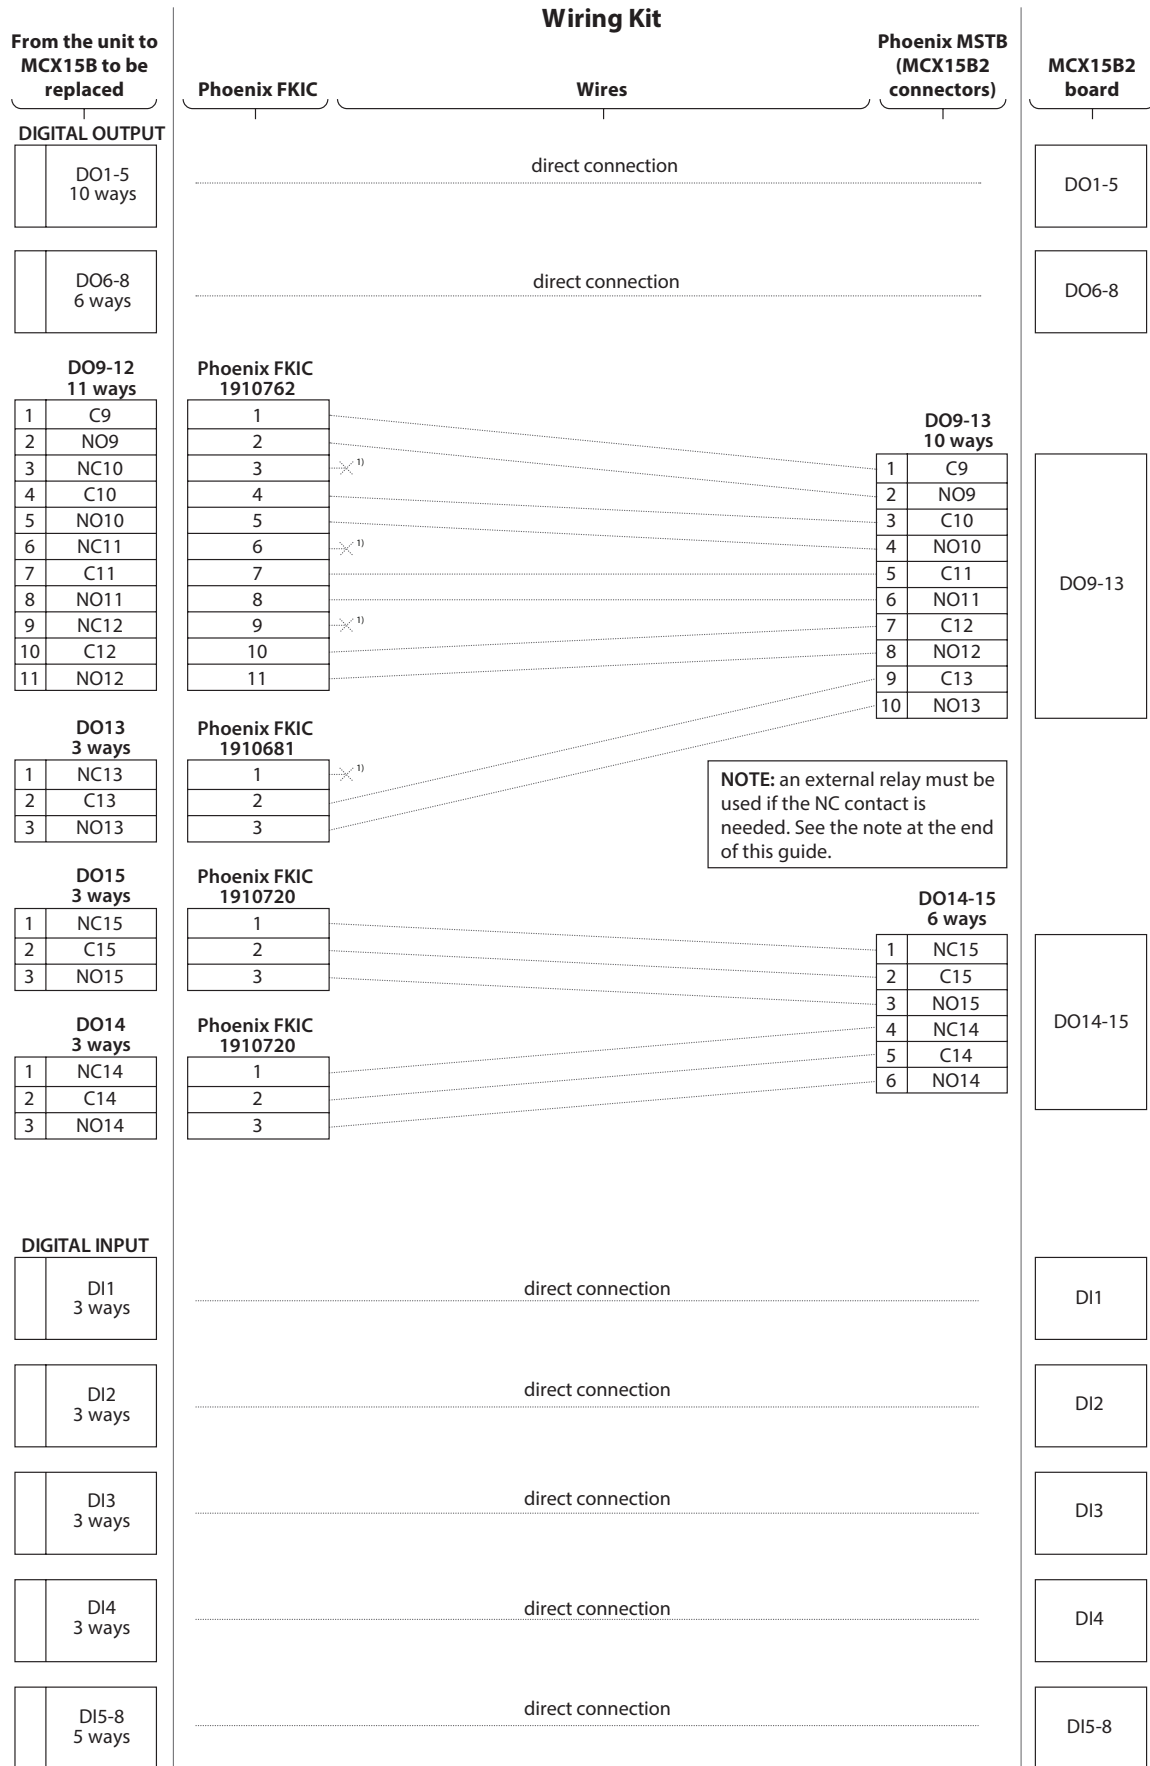 Wiring Kit
From the unit to
MCX15B to be
replaced
Phoenix FKIC
Wires
Phoenix MSTB
(MCX15B2
connectors)
MCX15B2
board
DIGITAL OUTPUT
DO1-5
10 ways
direct connection
DO1-5
DO6-8
6 ways
direct connection
DO6-8
DO9-12
11 ways
1 C9
2 NO9
3 NC10
4 C10
5 NO10
6 NC11
7 C11
8 NO11
9 NC12
10 C12
11 NO12
Phoenix FKIC
1910762
1
2
3 1)
4
5
6 1)
7
8
9 1)
10
11
DO9-13
10 ways
1 C9
2 NO9
3 C10
4 NO10
5 C11
6 NO11
7 C12
8 NO12
9 C13
10 NO13
DO9-13
DO13
3 ways
1 NC13
2 C13
3 NO13
Phoenix FKIC
1910681
1 1)
2
3
NOTE: an external relay must be
used if the NC contact is
needed. See the note at the end
of this guide.
DO15
3 ways
1 NC15
2 C15
3 NO15
Phoenix FKIC
1910720
1
2
3
DO14-15
6 ways
1 NC15
2 C15
3 NO15
4 NC14
5 C14
6 NO14
DO14-15
DO14
3 ways
1 NC14
2 C14
3 NO14
Phoenix FKIC
1910720
1
2
3
DIGITAL INPUT
DI1
3 ways
direct connection
DI1
DI2
3 ways
direct connection
DI2
DI3
3 ways
direct connection
DI3
DI4
3 ways
direct connection
DI4
DI5-8
5 ways
direct connection
DI5-8